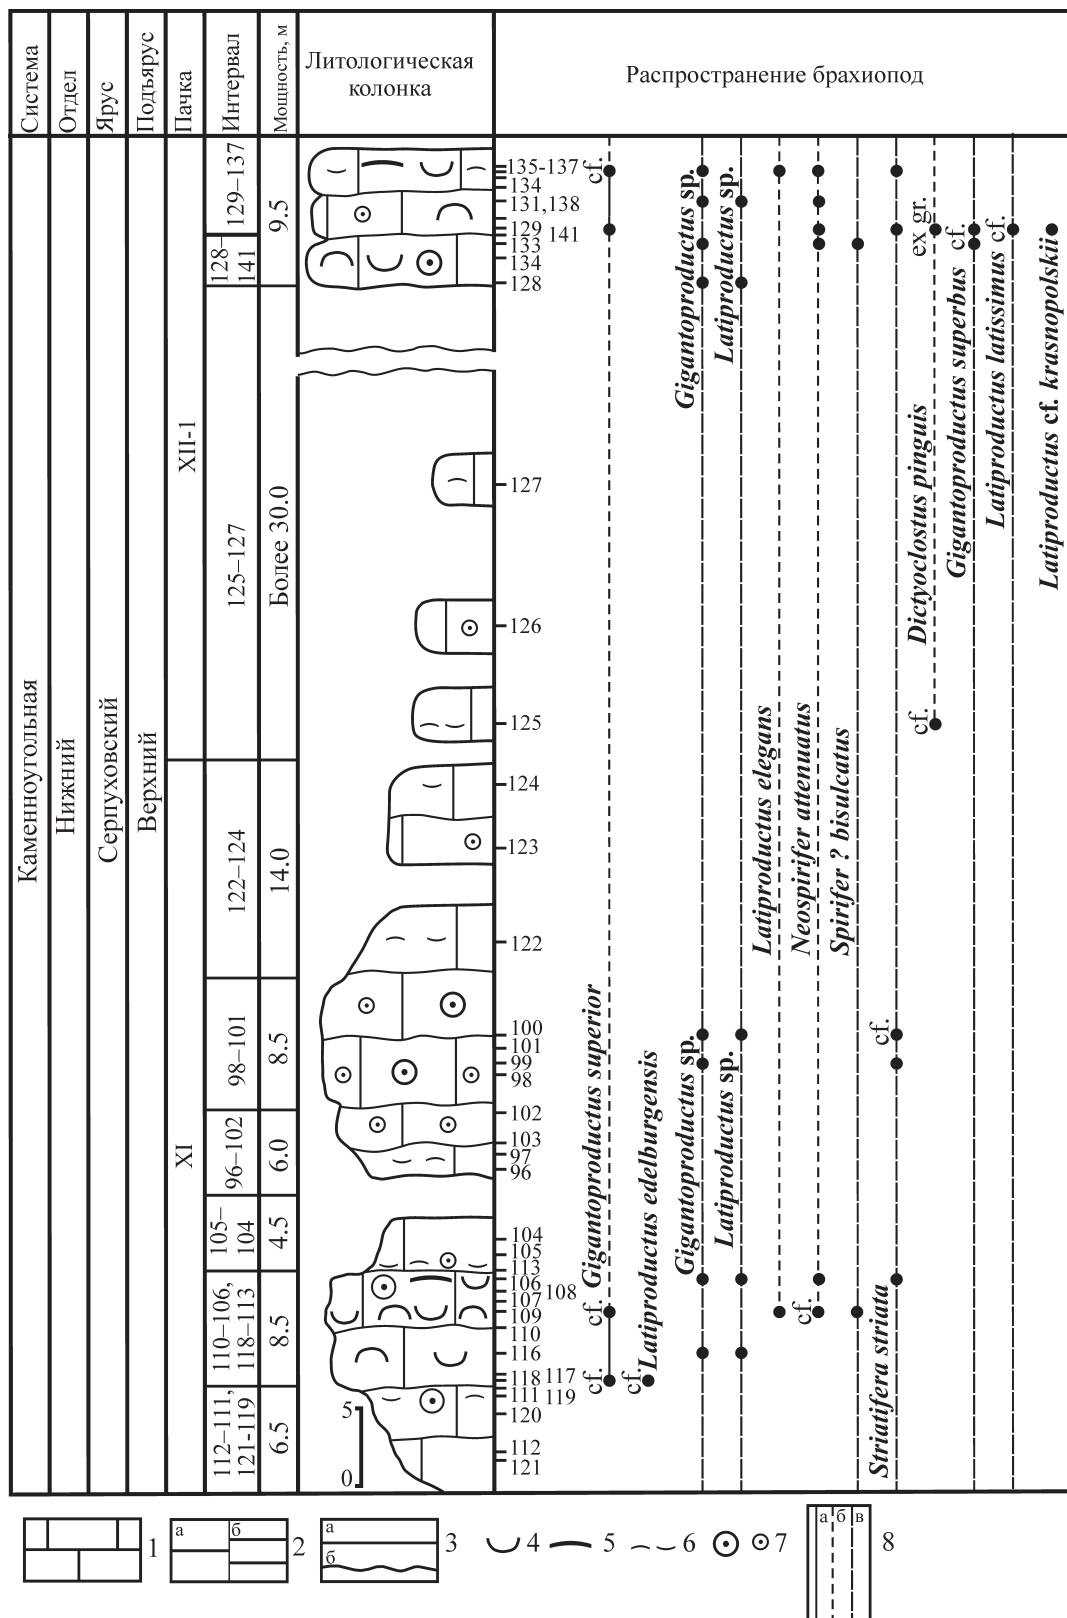 Система
Отдел
Ярус
Подъярус
Пачка
Интервал
Мощность, м
Литологическая
колонка
Распространение брахиопод
Каменноугольная
Нижний
Серпуховский
Верхний
XII-1
XI
129–137
128–
141
125–127
122–124
98–101
96–102
105–
104
110–106,
118–113
112–111,
121-119
9.5
Более 30.0
14.0
8.5
6.0
4.5
8.5
6.5
5
0
135-137
134
131,138
129 141
133
134
128
127
126
125
124
123
122
100
101
99
98
102
103
97
96
104
105
113
106
108
107
109
110
116
118 117
111 119
120
112
121
cf.
Gigantoproductus sp.
Latiproductus sp.
ex gr.
Dictyoclostus pinguis
cf.
cf.
Gigantoproductus superbus
cf.
Latiproductus latissimus
Latiproductus cf. krasnopolskii
Latiproductus elegans
Neospirifer attenuatus
cf.
Spirifer ? bisulcatus
cf.
Striatifera striata
Gigantoproductus superior
cf.
cf.
Latiproductus edelburgensis
cf.
Gigantoproductus sp.
Latiproductus sp.
1
а
б
2
а
б
3
4
5
6
7
а б в
8